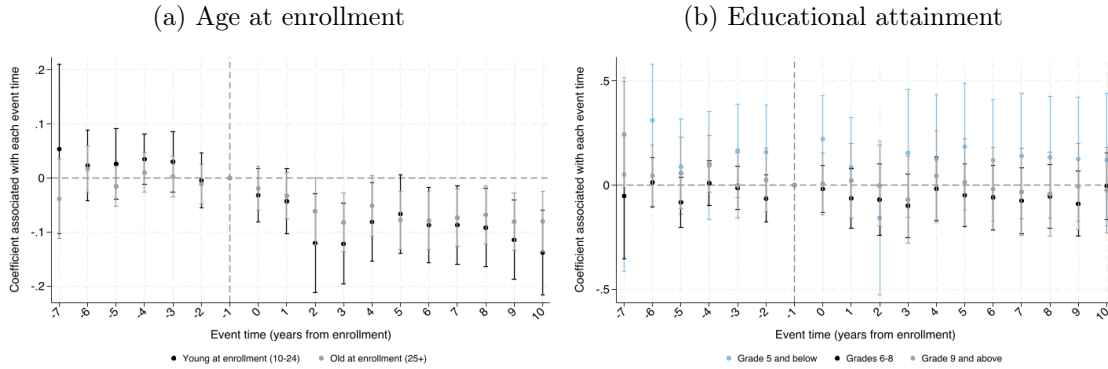 (a) Age at enrollment
(b) Educational attainment
Coefficient associated with each event time
.2
.1
0
-.1
-.2
-7 -6 -5 -4 -3 -2 -1 0 1 2 3 4 5 6 7 8 9 10
Event time (years from enrollment)
Young at enrollment (10-24) Old at enrollment (25+)
Coefficient associated with each event time
.5
0
-.5
-7 -6 -5 -4 -3 -2 -1 0 1 2 3 4 5 6 7 8 9 10
Event time (years from enrollment)
Grade 5 and below Grades 6-8 Grade 9 and above